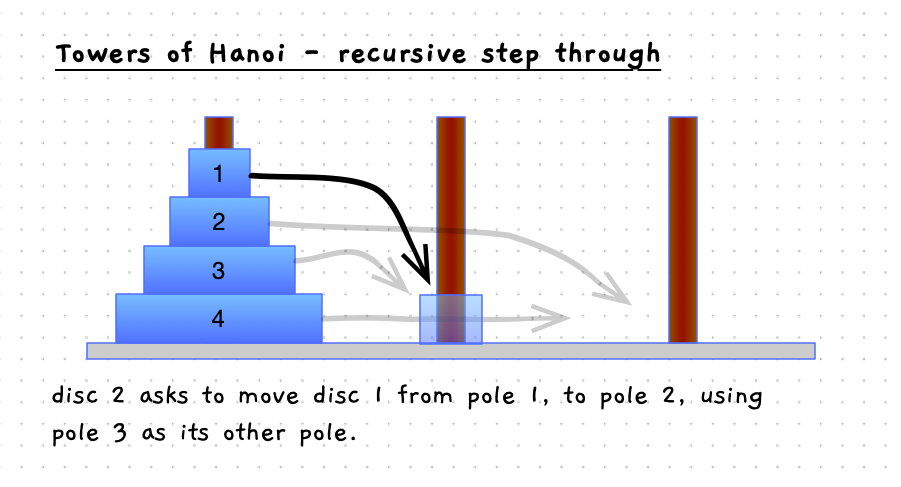 Towers of Hanoi - recursive step through
1
2
3
4
disc 2 asks to move disc 1 from pole 1, to pole 2, using
pole 3 as its other pole.